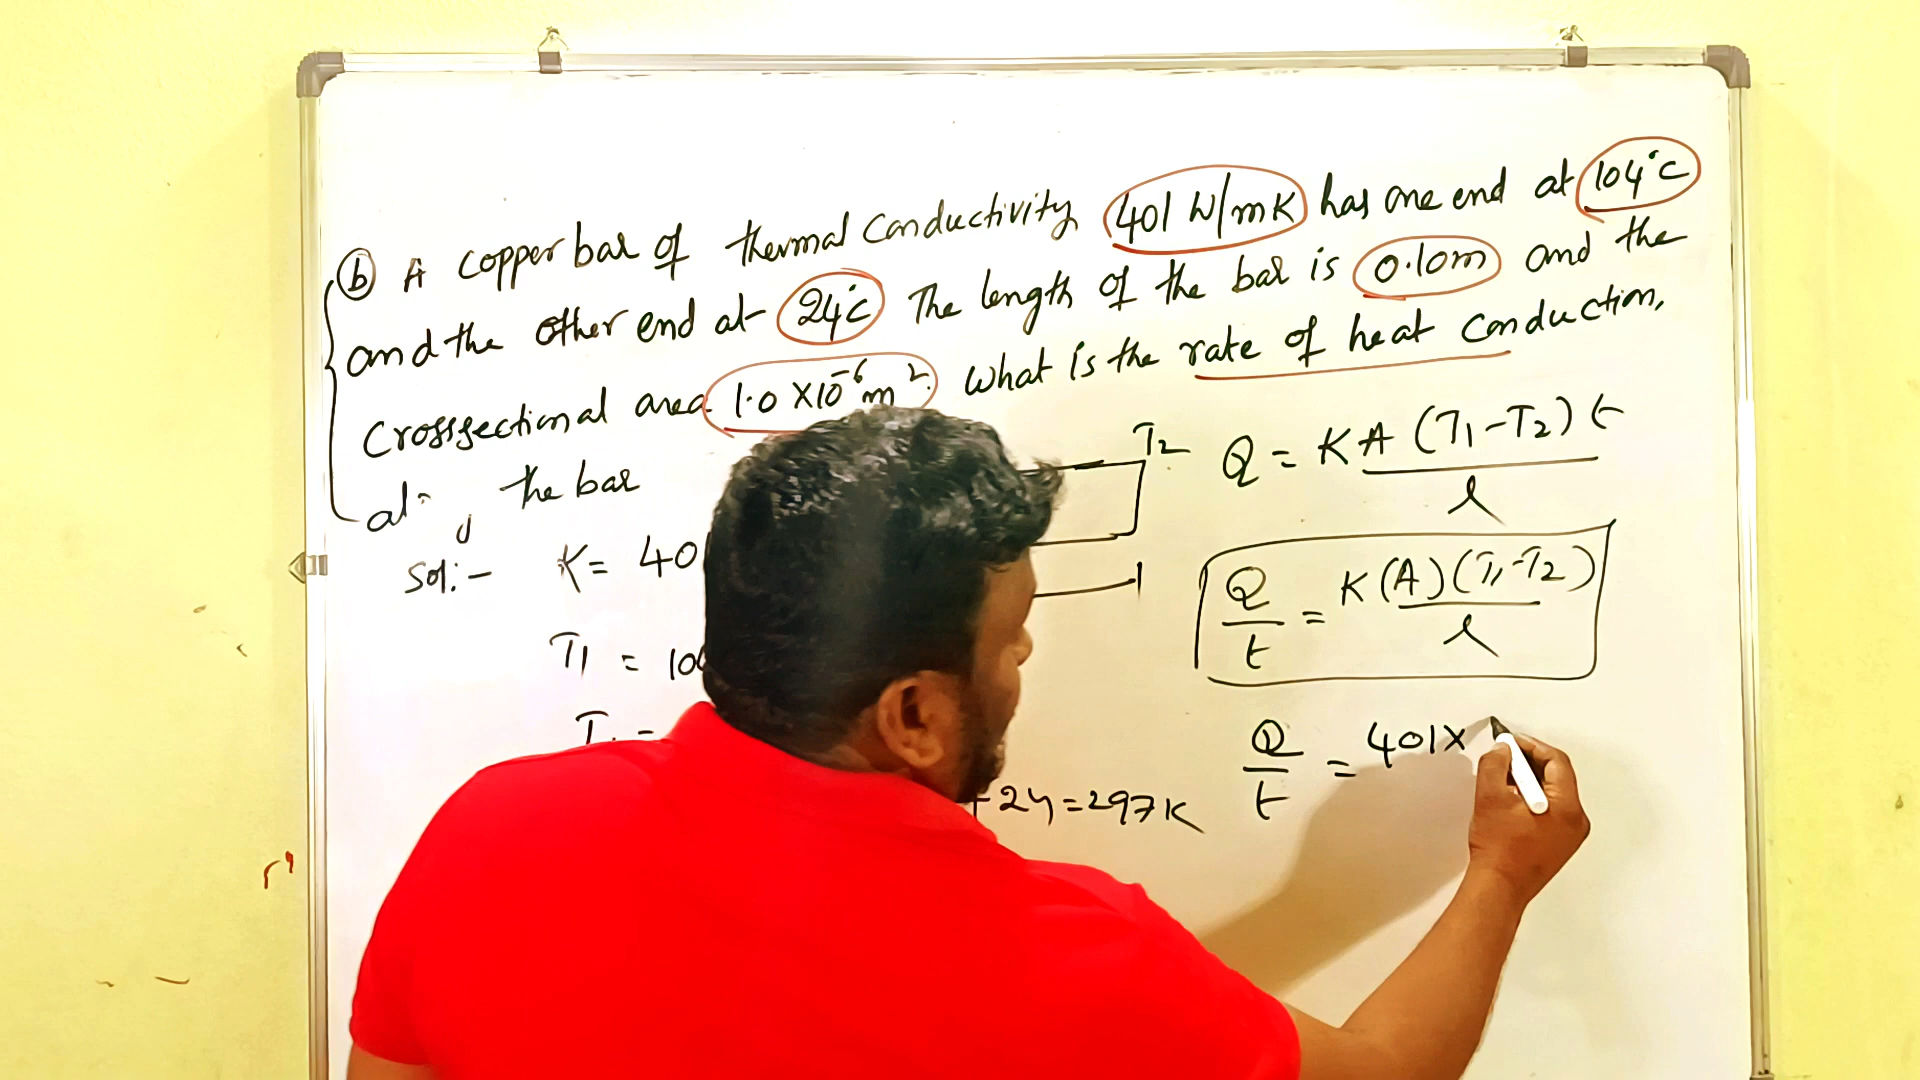 (b) A copper bar of thermal conductivity 401 W/mK has one end at 104°C
and the other end at 24°C The length of the bar is 0.10m and the
crosssectional area 1.0 X10⁻⁶m². What is the rate of heat conduction,
al- the bar
Sol:- K= 40
T₁ = 10
T =
+24=297K
T₂
Q = KA (T₁-T₂) t
l
Q/t = K(A)(T₁-T₂)
l
Q/t = 401X